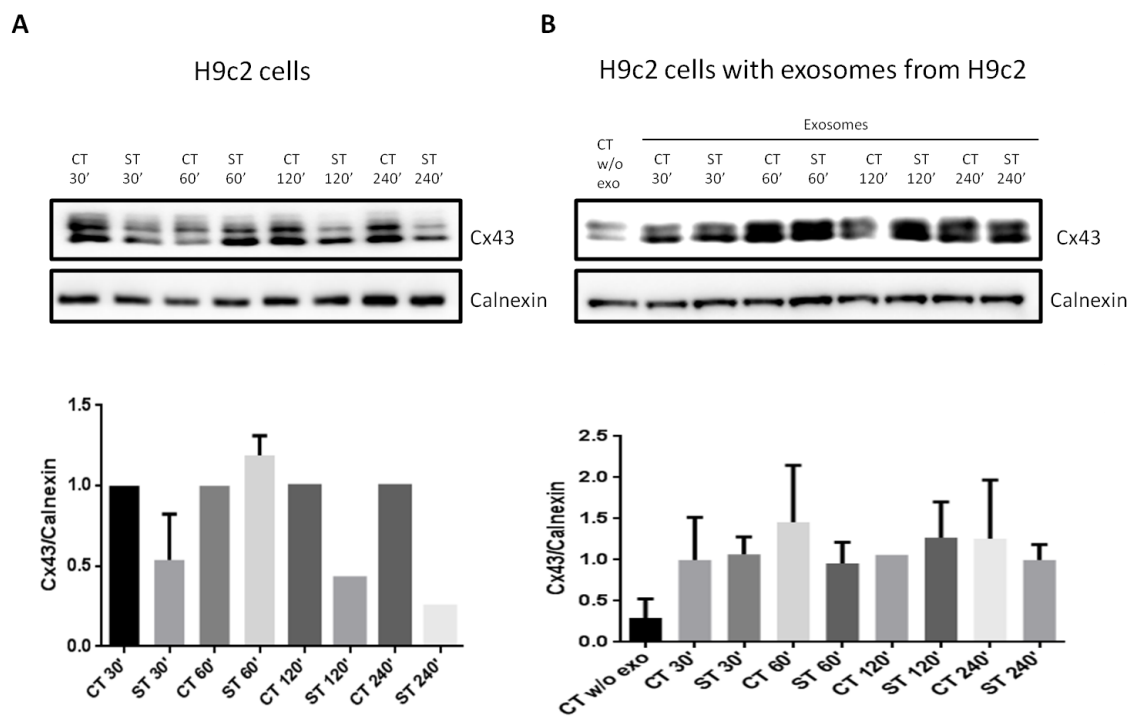 A
B
H9c2 cells
H9c2 cells with exosomes from H9c2
Exosomes
CT ST CT ST CT ST CT ST
30’ 30’ 60’ 60’ 120’ 120’ 240’ 240’
CT
w/o
exo
CT ST CT ST CT ST CT ST
30’ 30’ 60’ 60’ 120’ 120’ 240’ 240’
Cx43
Calnexin
Cx43
Calnexin
Cx43/Calnexin
1.5
1.0
0.5
0.0
CT 30'
ST 30'
CT 60'
ST 60'
CT 120'
ST 120'
CT 240'
ST 240'
Cx43/Calnexin
2.5
2.0
1.5
1.0
0.5
0.0
CT w/o exo
CT 30'
ST 30'
CT 60'
ST 60'
CT 120'
ST 120'
CT 240'
ST 240'